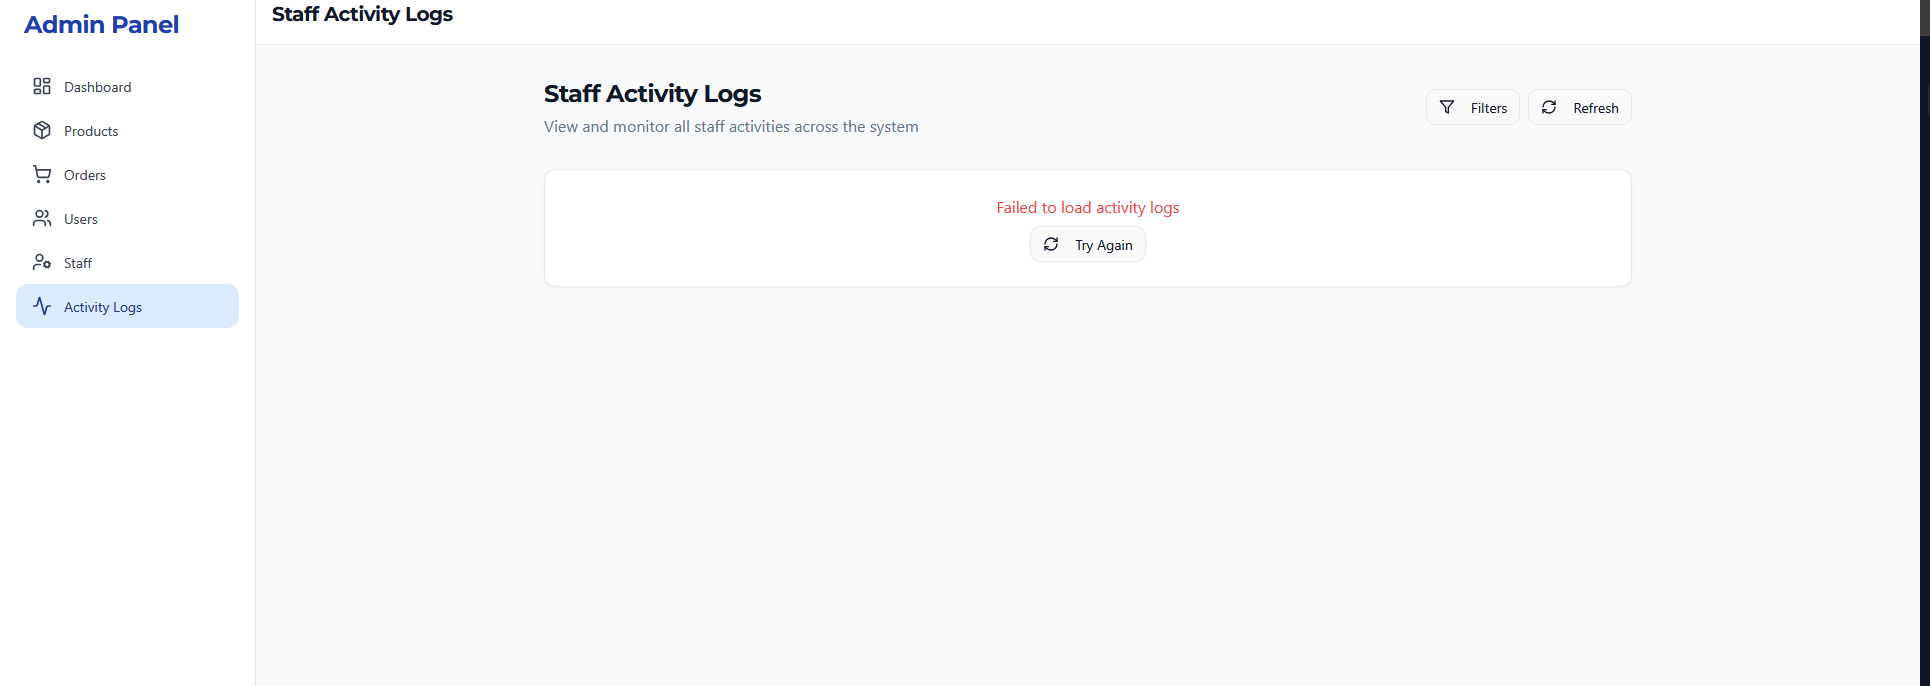 Admin Panel
Dashboard
Products
Orders
Users
Staff
Activity Logs
Staff Activity Logs
Staff Activity Logs
View and monitor all staff activities across the system
Filters
Refresh
Failed to load activity logs
Try Again